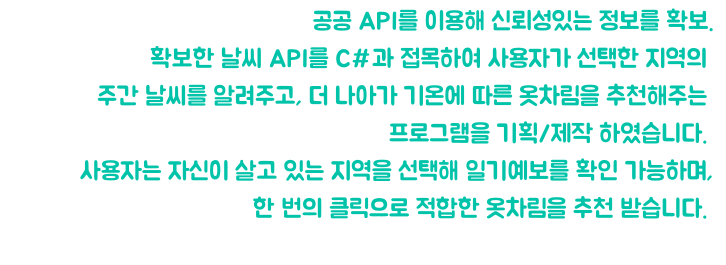 공공 API를 이용해 신뢰성있는 정보를 확보.
확보한 날씨 API를 C#과 접목하여 사용자가 선택한 지역의
주간 날씨를 알려주고, 더 나아가 기온에 따른 옷차림을 추천해주는
프로그램을 기획/제작 하였습니다.
사용자는 자신이 살고 있는 지역을 선택해 일기예보를 확인 가능하며,
한 번의 클릭으로 적합한 옷차림을 추천 받습니다.